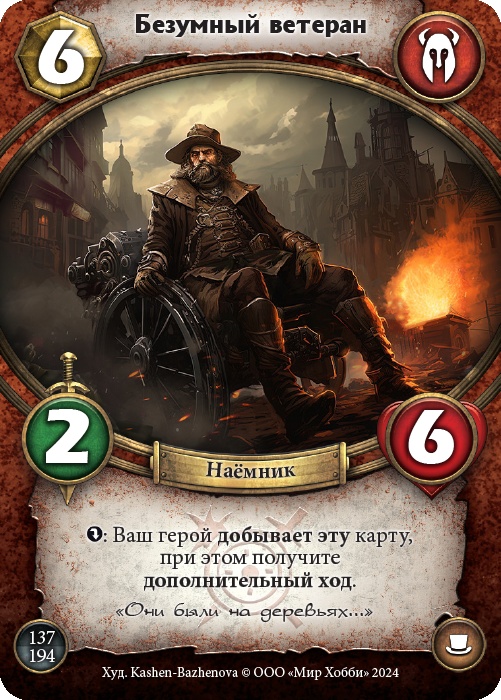 Безумный ветеран
6
2
6
Наёмник
: Ваш герой добывает эту карту,
при этом получите
дополнительный ход.
«Они были на деревьях...»
137
194
Худ. Kashen-Bazhenova © ООО «Мир Хобби» 2024